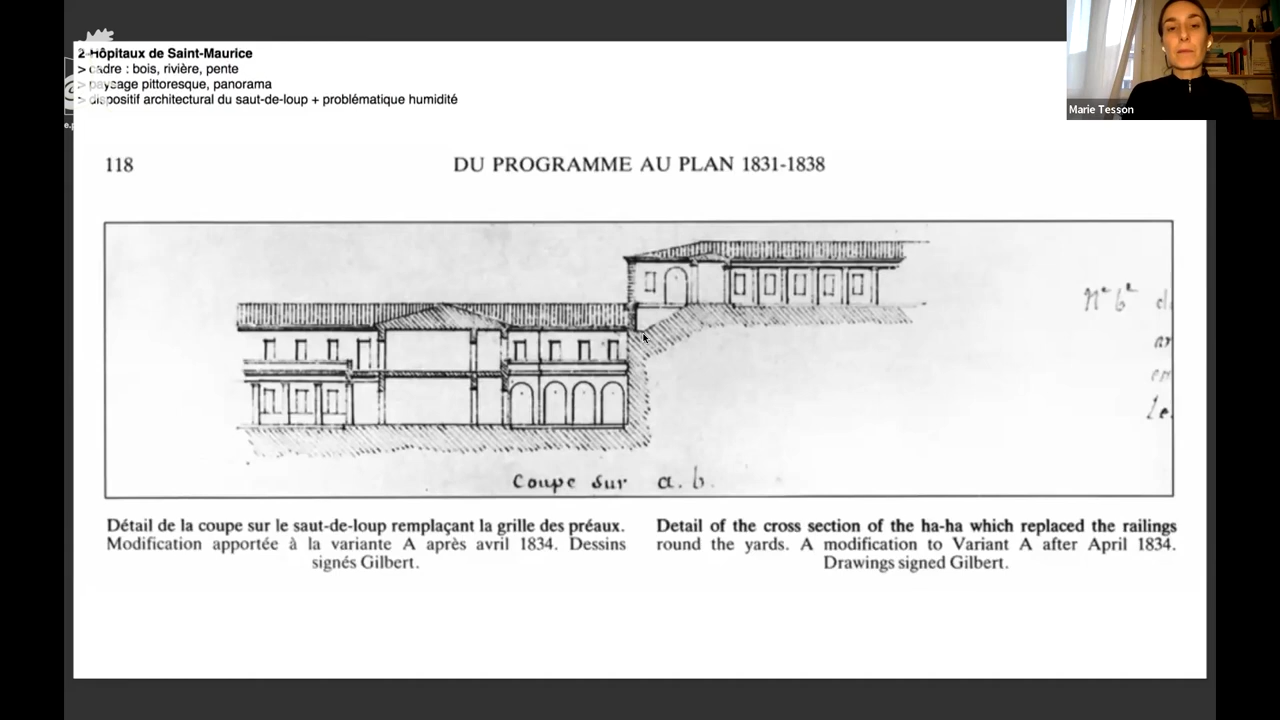 2-Hôpitaux de Saint-Maurice
> cadre : bois, rivière, pente
> paysage pittoresque, panorama
> dispositif architectural du saut-de-loup + problématique humidité
Marie Tesson
118
DU PROGRAMME AU PLAN 1831-1838
Coupe sur a. b.
Détail de la coupe sur le saut-de-loup remplaçant la grille des préaux.
Modification apportée à la variante A après avril 1834. Dessins
signés Gilbert.
Detail of the cross section of the ha-ha which replaced the railings
round the yards. A modification to Variant A after April 1834.
Drawings signed Gilbert.